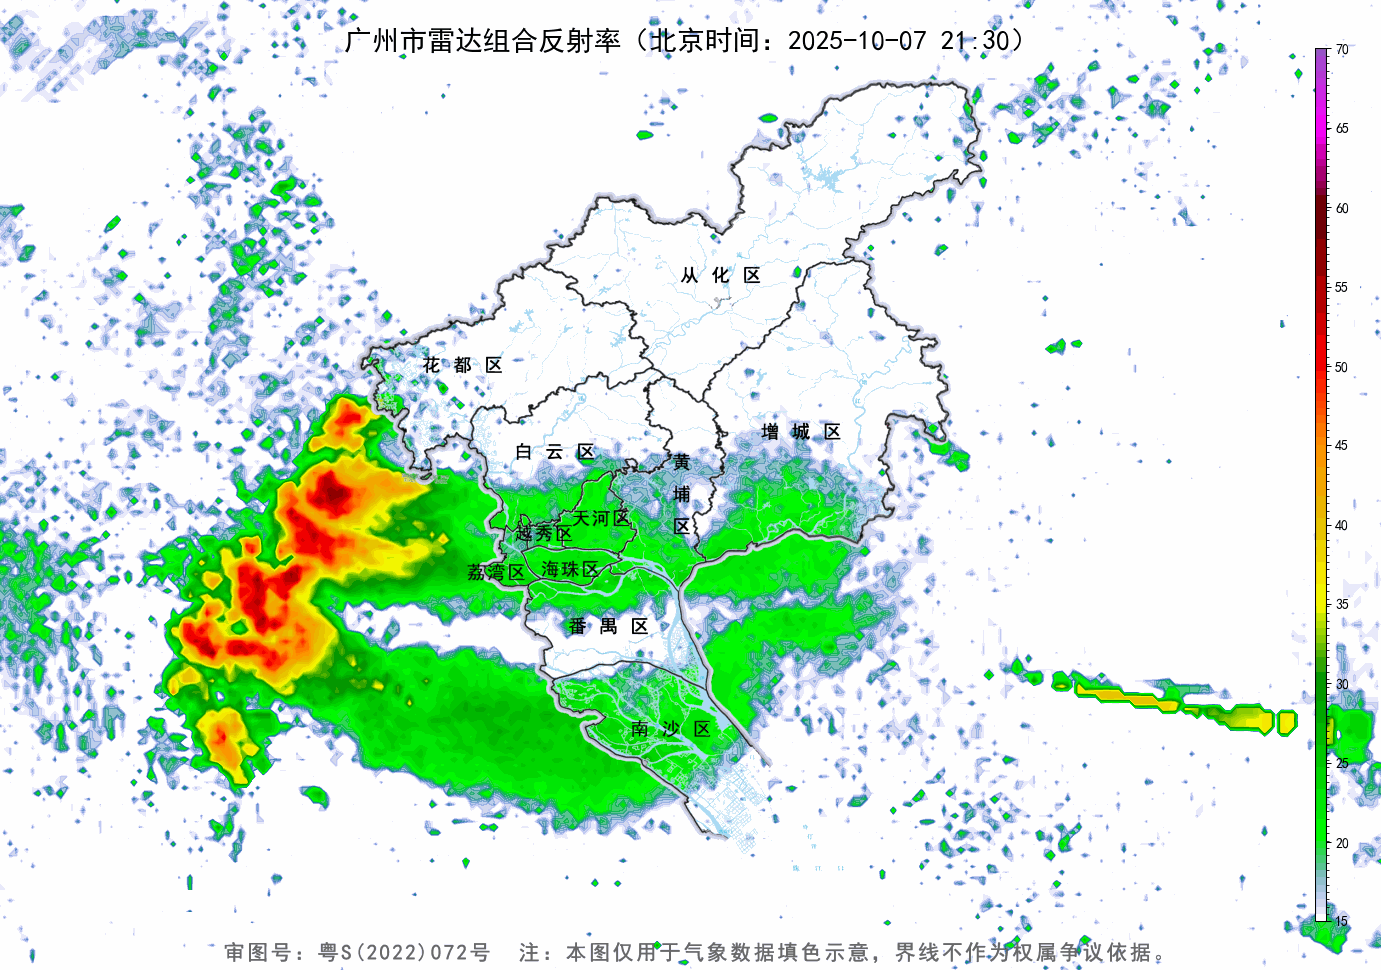 广州市雷达组合反射率（北京时间：2025-10-07 21:30）
70
65
60
55
50
45
40
35
30
25
20
15
从化区
花都区
增城区
白云区
黄埔区
天河区
越秀区
海珠区
荔湾区
番禺区
南沙区
审图号：粤S(2022)072号 注：本图仅用于气象数据填色示意，界线不作为权属争议依据。